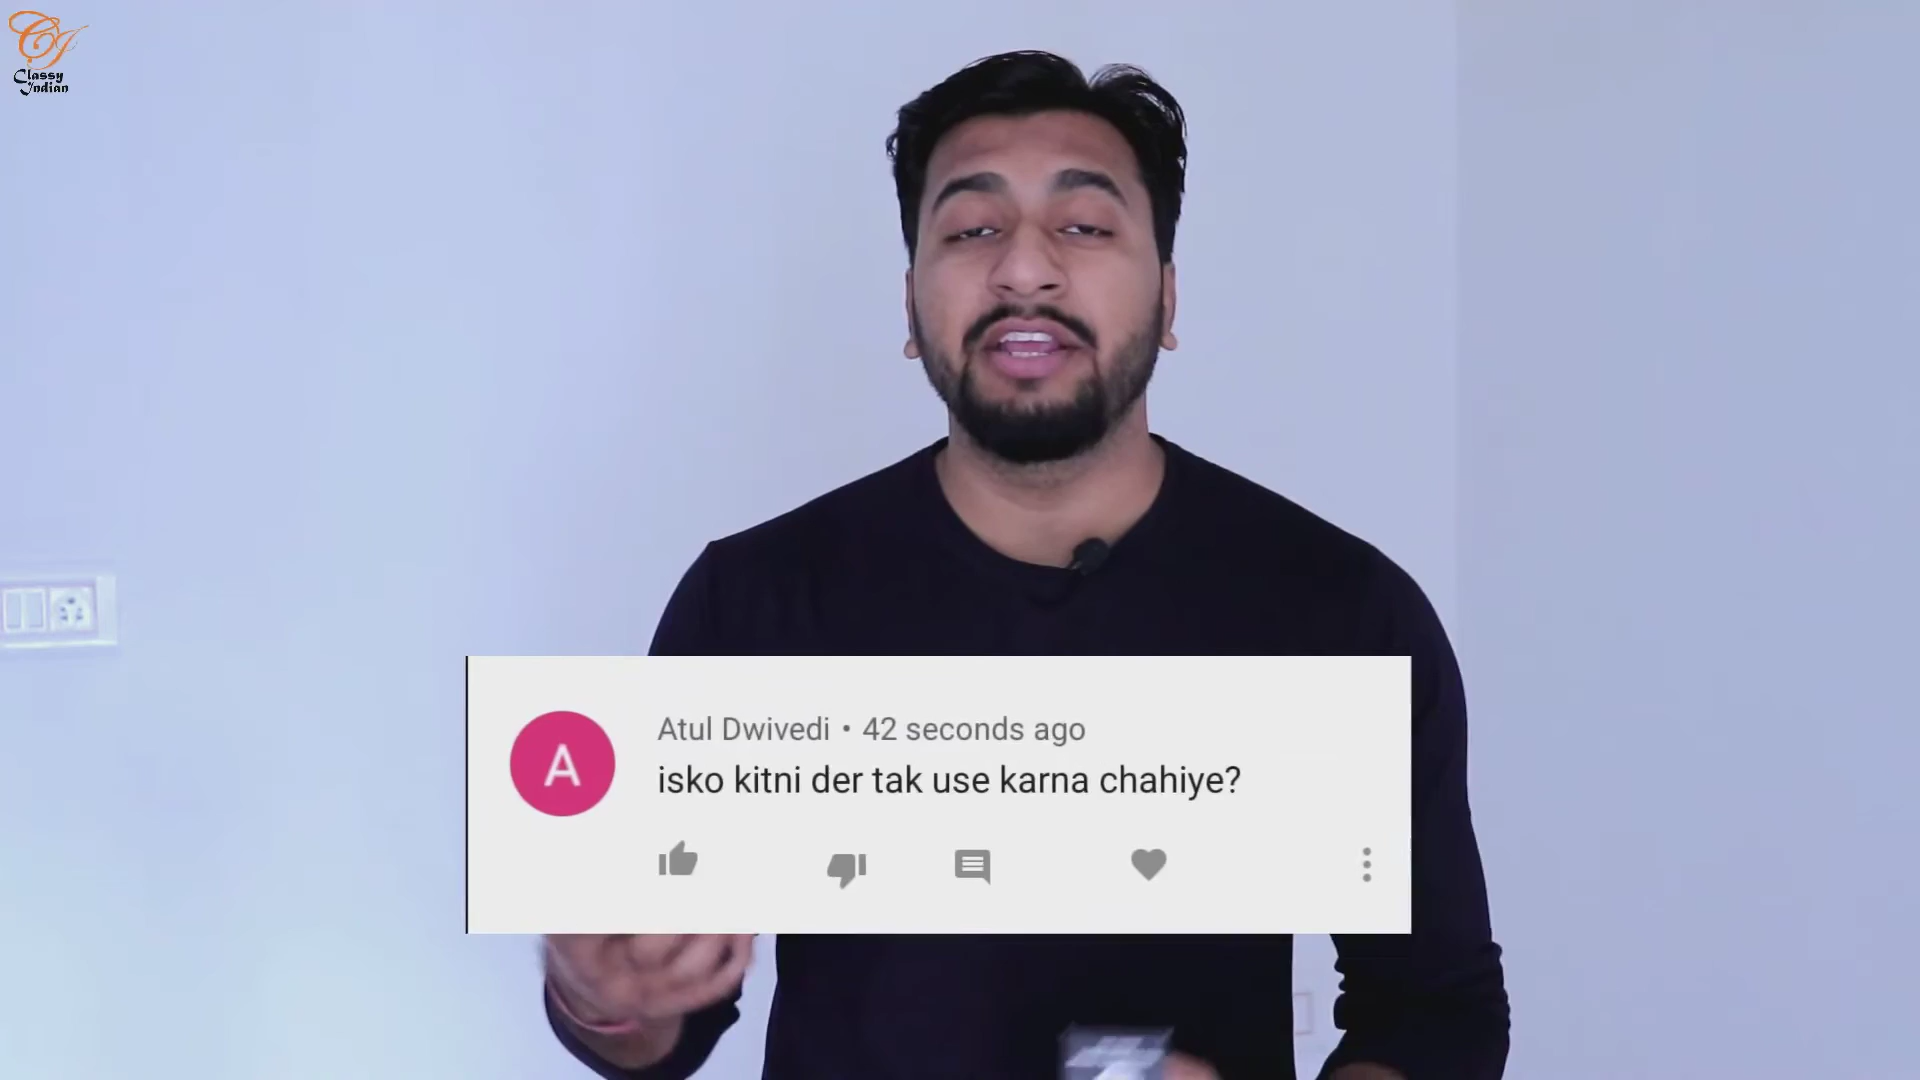 Classy
Indian
Atul Dwivedi • 42 seconds ago
A
isko kitni der tak use karna chahiye?